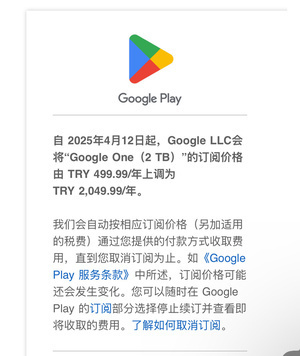 Google Play
自 2025年4月12日起，Google LLC会
将“Google One（2 TB）”的订阅价格
由 TRY 499.99/年上调为
TRY 2,049.99/年。
我们会自动按相应订阅价格（另加适用
的税费）通过您提供的付款方式收取费
用，直到您取消订阅为止。如《Google
Play 服务条款》中所述，订阅价格可能
还会发生变化。您可以随时在 Google
Play 的订阅部分选择停止续订并查看即
将收取的费用。了解如何取消订阅。